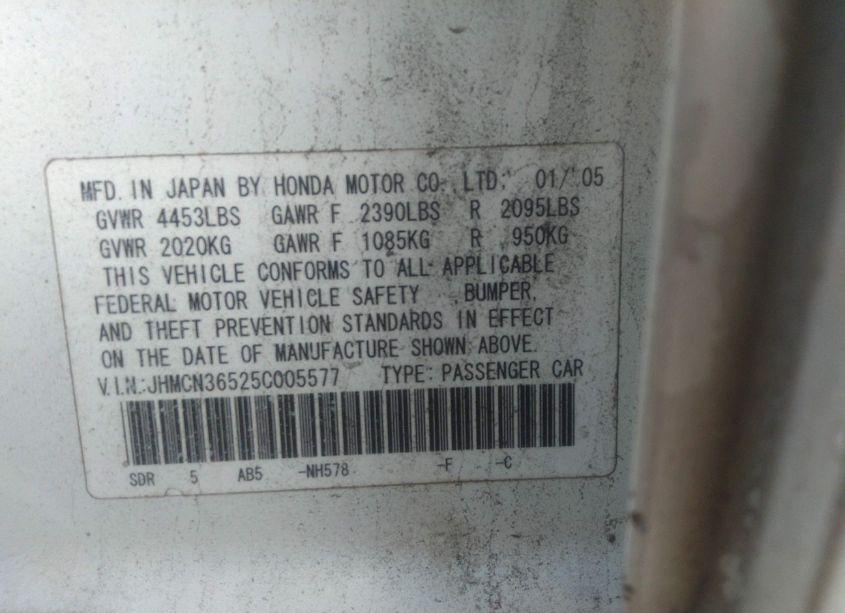 MFD. IN JAPAN BY HONDA MOTOR CO., LTD. 01/05
GVWR 4453LBS GAWR F 2390LBS R 2095LBS
GVWR 2020KG GAWR F 1085KG R 950KG
THIS VEHICLE CONFORMS TO ALL APPLICABLE
FEDERAL MOTOR VEHICLE SAFETY, BUMPER,
AND THEFT PREVENTION STANDARDS IN EFFECT
ON THE DATE OF MANUFACTURE SHOWN ABOVE.
V.I.N.:JHMCN36525C005577 TYPE:PASSENGER CAR
SDR 5 AB5 -NH578 -F -C